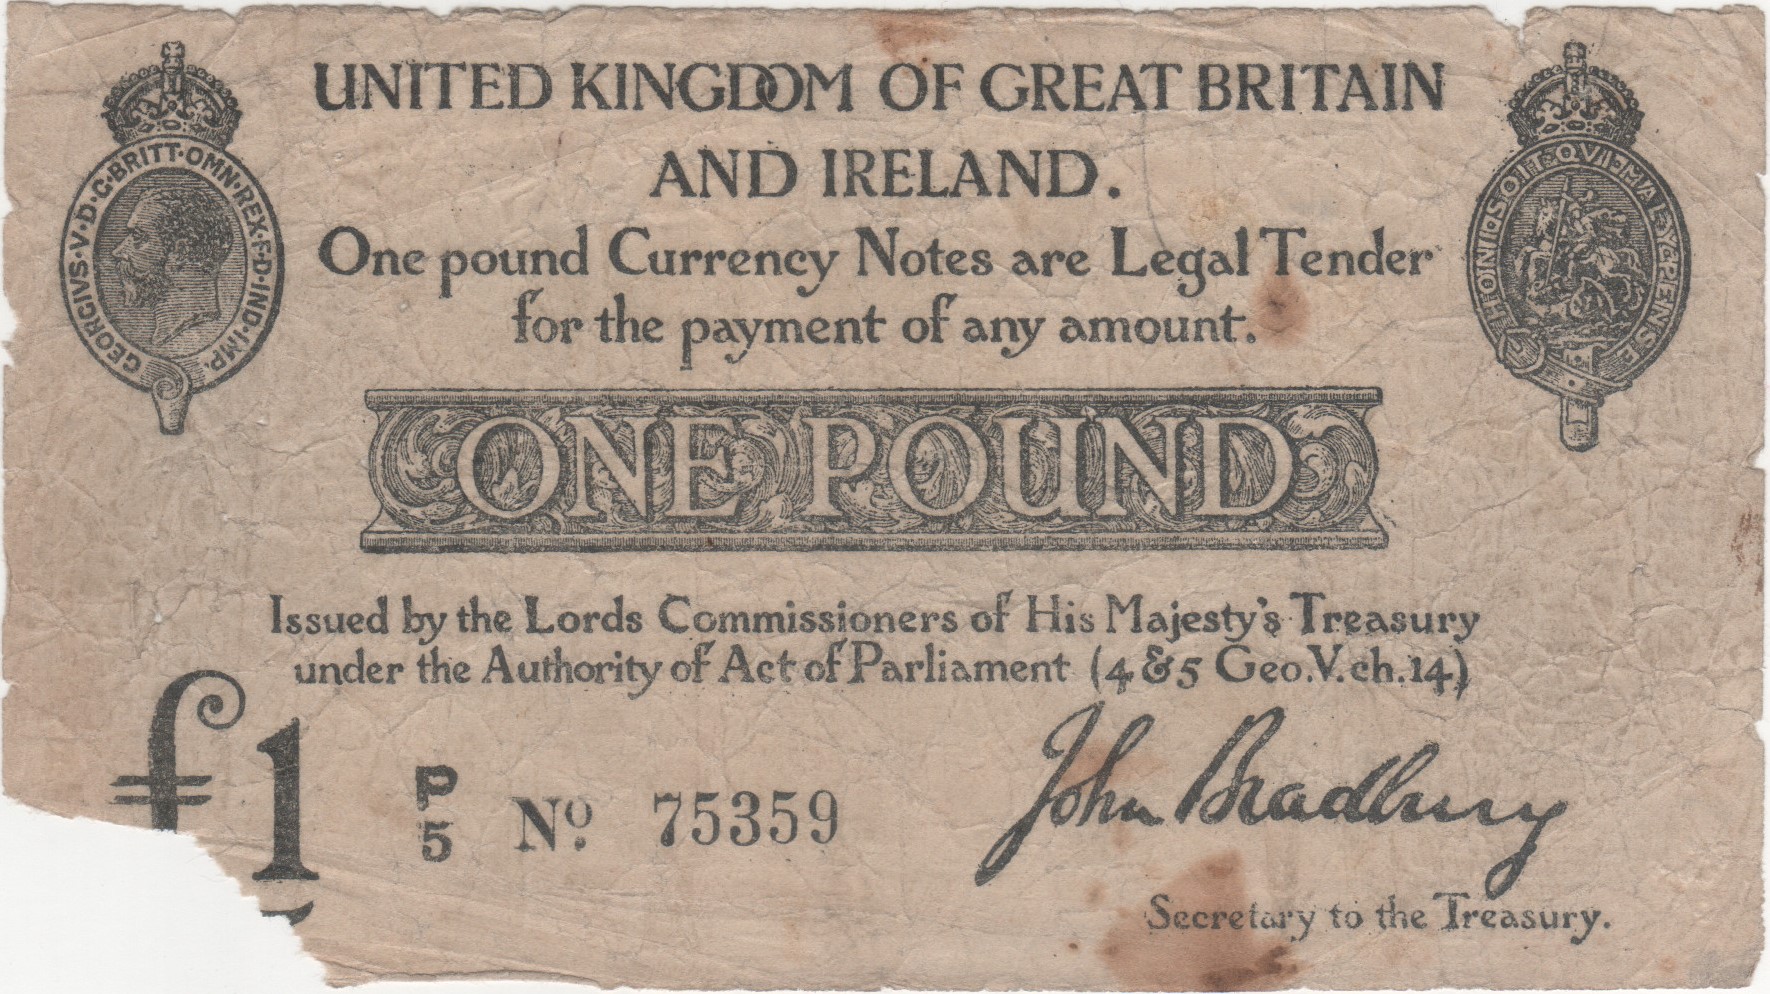 UNITED KINGDOM OF GREAT BRITAIN
AND IRELAND.
GEORGIVS·V·D·G·BRITT·OMN·REX·F·D·IND·IMP·
HONI·SOIT·QVI·MAL·Y·PENSE
One pound Currency Notes are Legal Tender
for the payment of any amount.
ONE POUND
Issued by the Lords Commissioners of His Majesty's Treasury
under the Authority of Act of Parliament (4 & 5 Geo.V. ch.14)
£1
P
5
Nº. 75359
John Bradbury
Secretary to the Treasury.